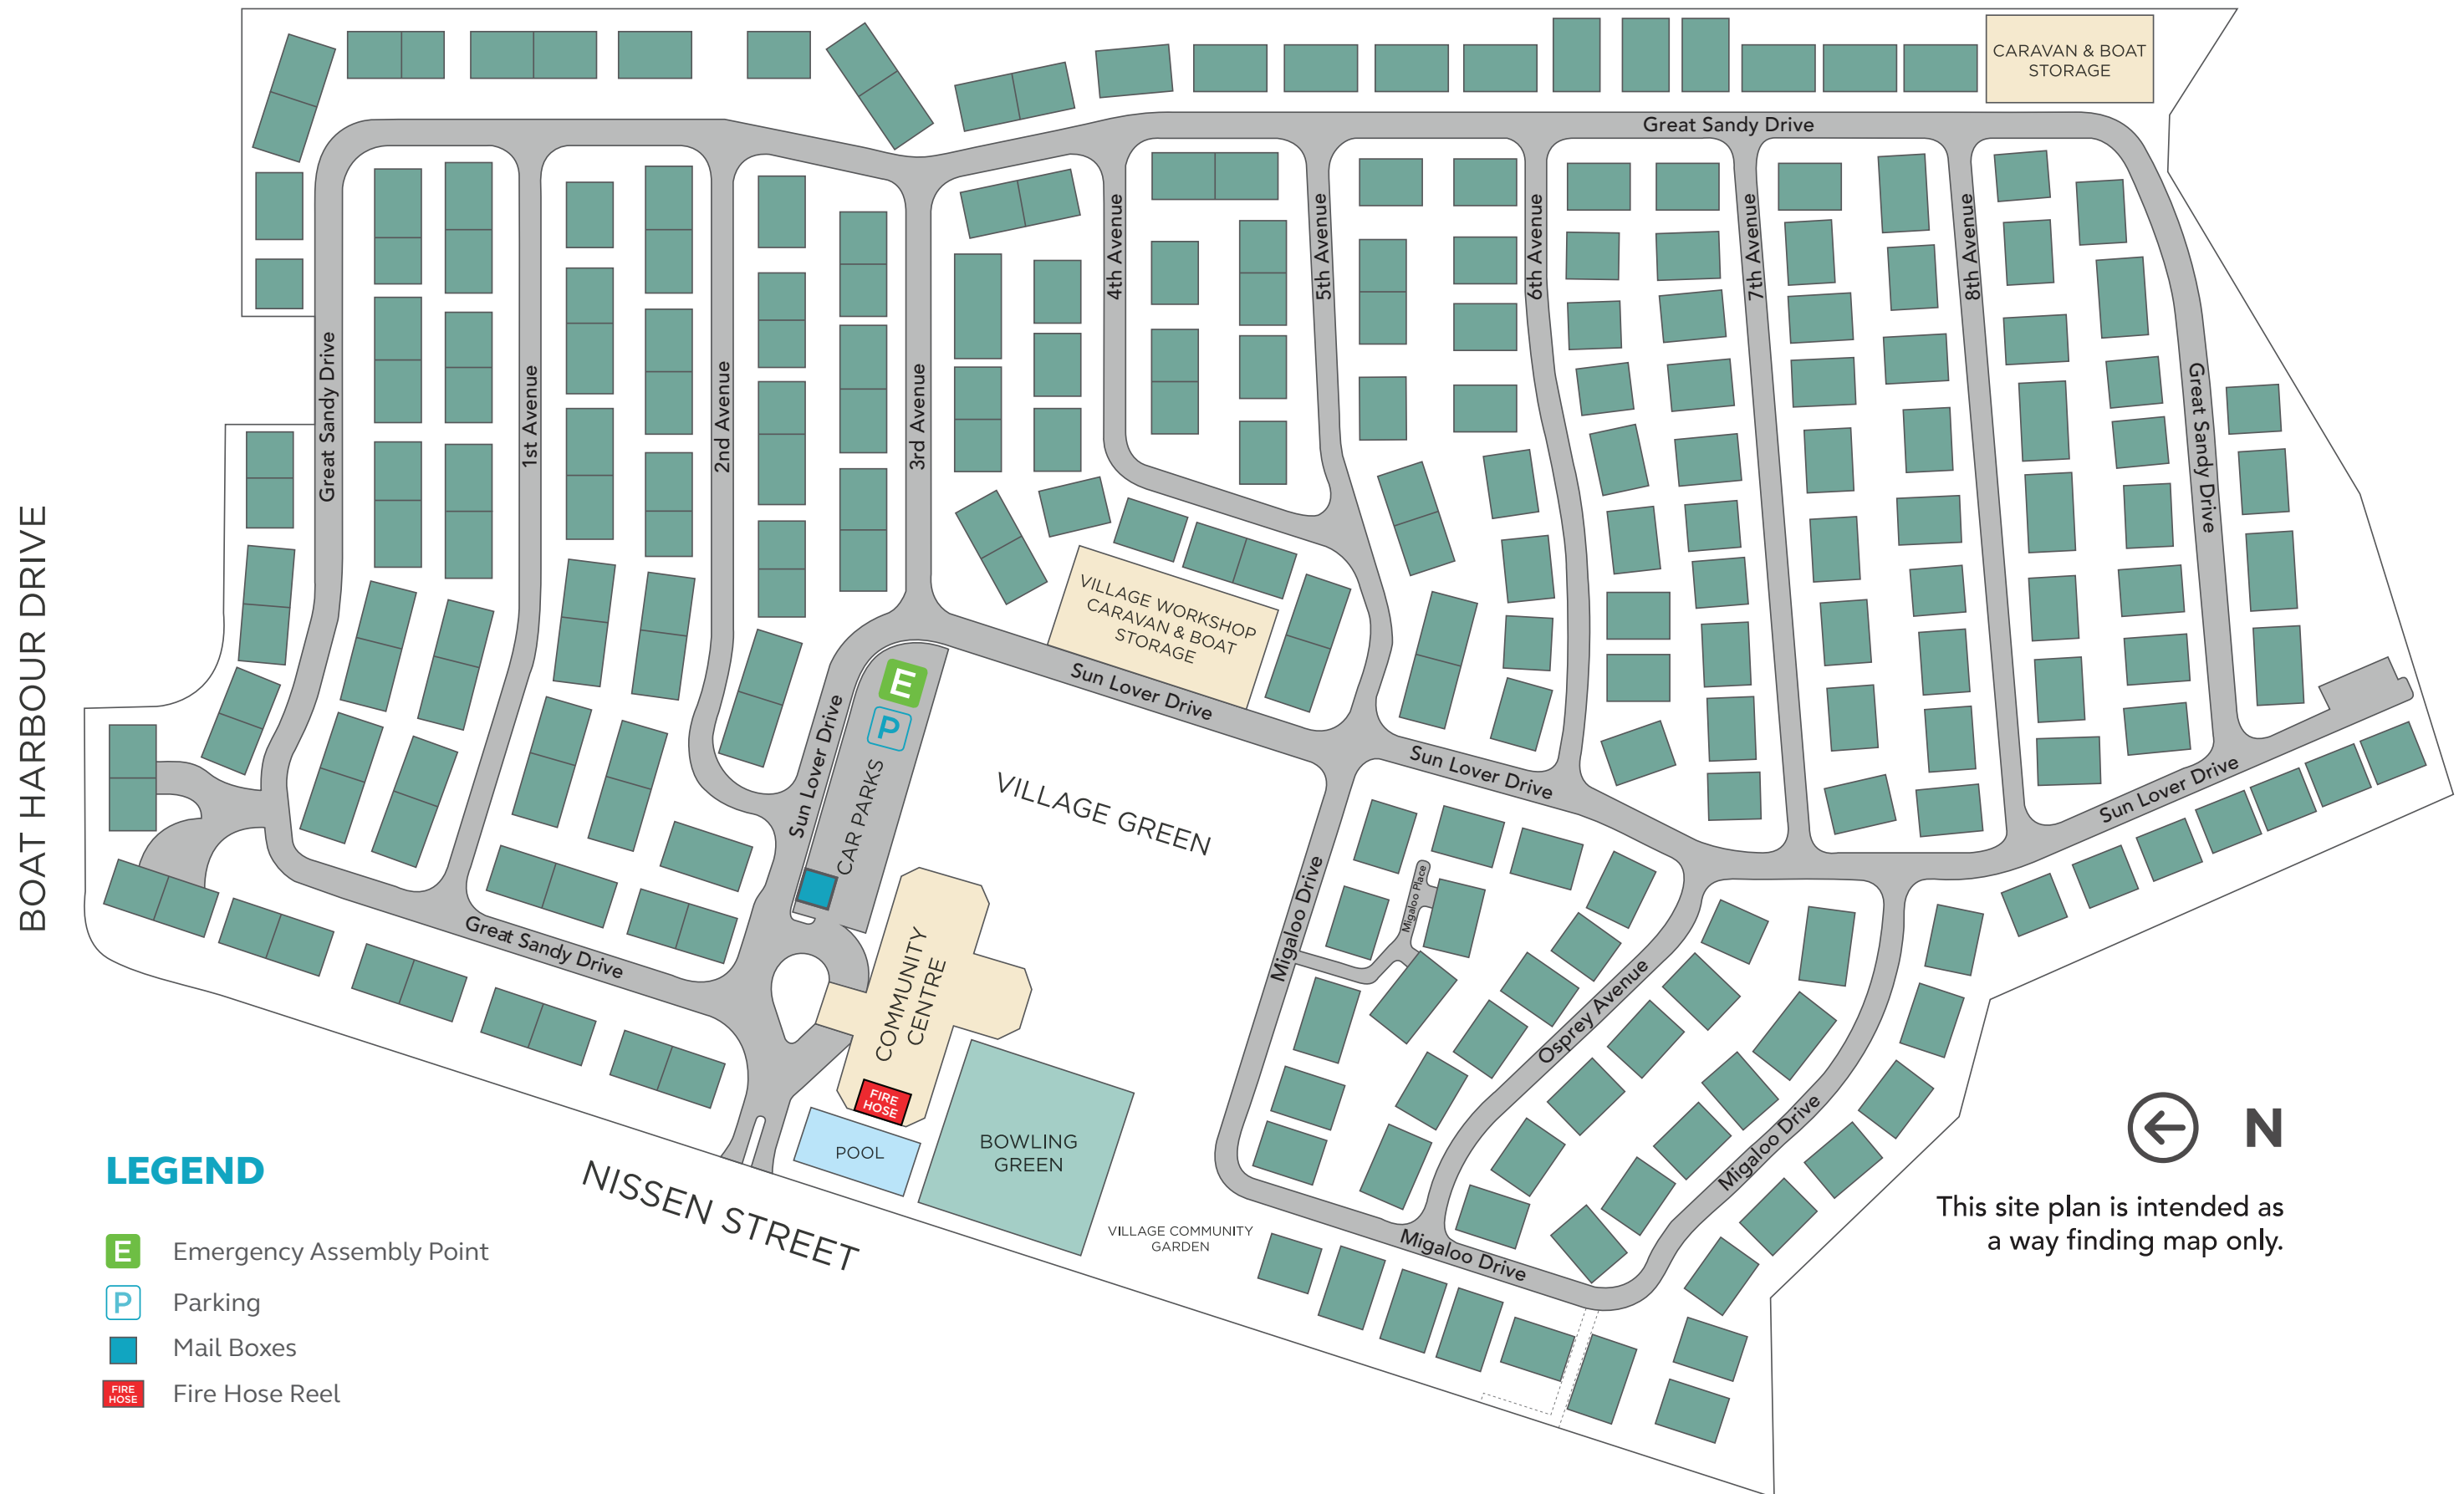 CARAVAN & BOAT
STORAGE
Great Sandy Drive
4th Avenue
5th Avenue
6th Avenue
7th Avenue
8th Avenue
Great Sandy Drive
1st Avenue
2nd Avenue
3rd Avenue
Great Sandy Drive
BOAT HARBOUR DRIVE
VILLAGE WORKSHOP
CARAVAN & BOAT
STORAGE
E
P
CAR PARKS
Sun Lover Drive
Sun Lover Drive
Sun Lover Drive
Sun Lover Drive
VILLAGE GREEN
Migaloo Drive
Migaloo Place
Great Sandy Drive
COMMUNITY
CENTRE
Osprey Avenue
FIRE
HOSE
POOL
BOWLING
GREEN
Migaloo Drive
N
NISSEN STREET
VILLAGE COMMUNITY
GARDEN
Migaloo Drive
This site plan is intended as
a way finding map only.
LEGEND
E Emergency Assembly Point
P Parking
Mail Boxes
FIRE
HOSE
Fire Hose Reel